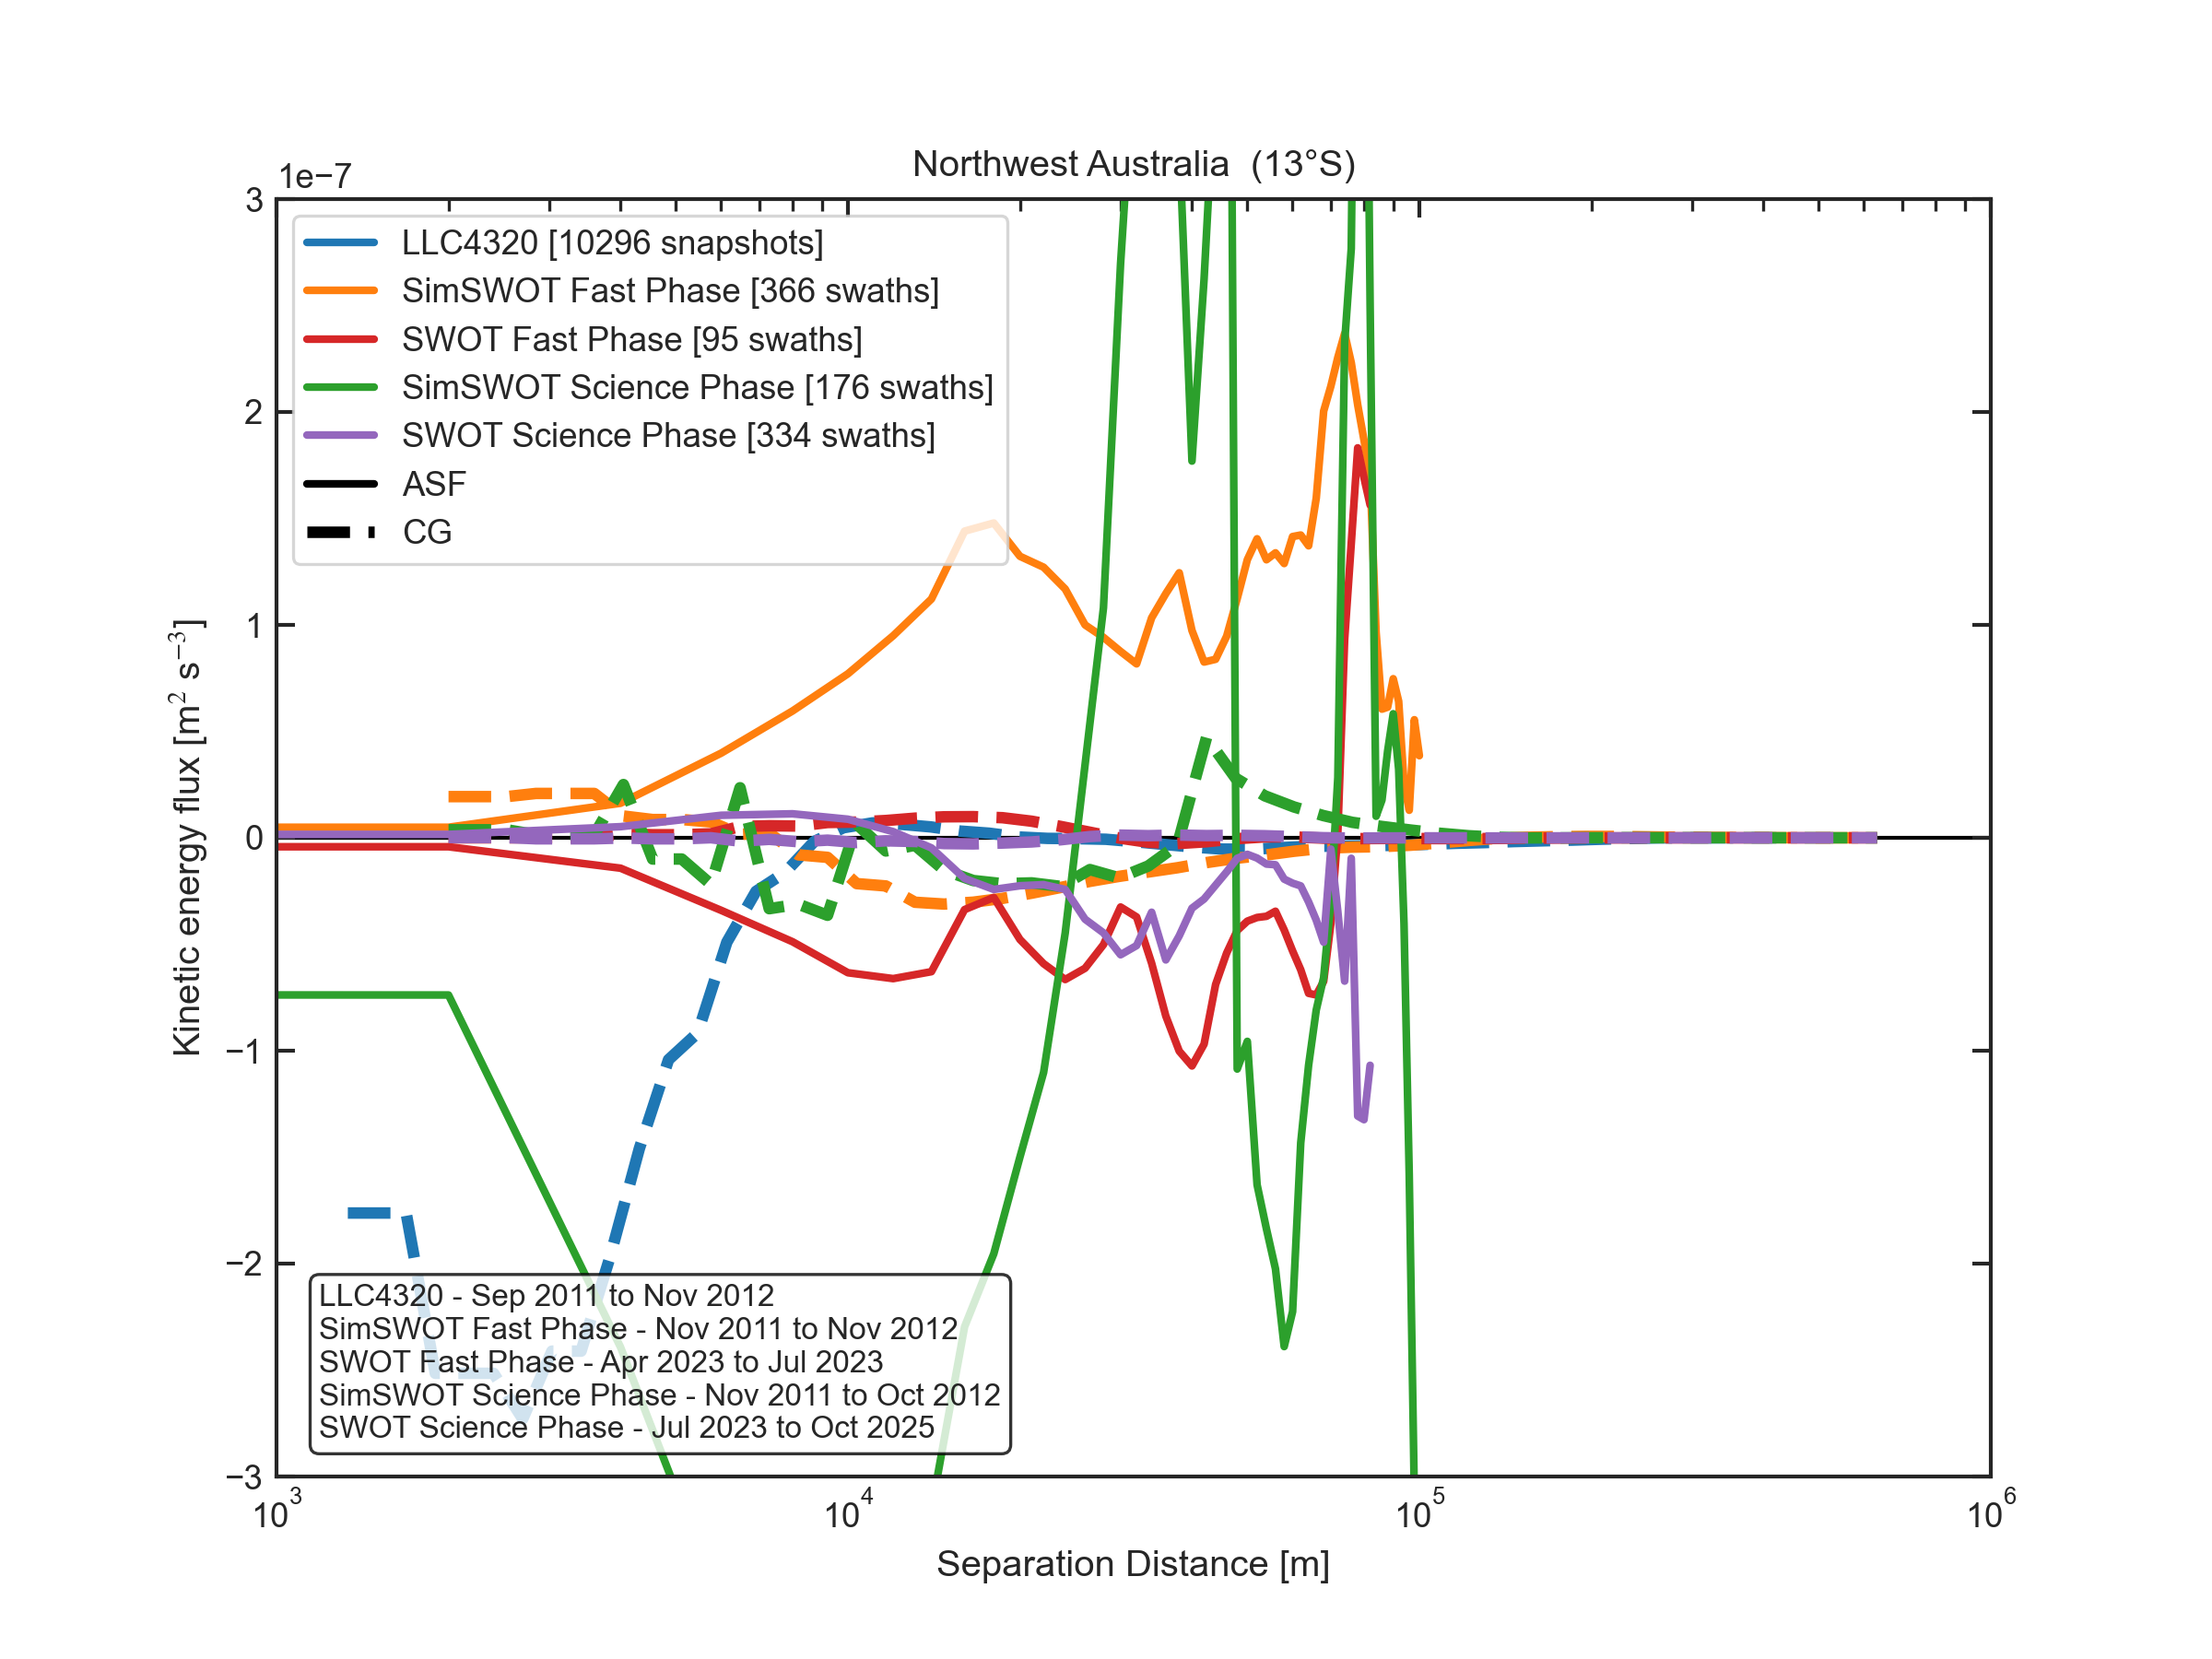 Northwest Australia (13°S)
1e−7
3
2
1
0
−1
−2
−3
Kinetic energy flux [m² s⁻³]
LLC4320 [10296 snapshots]
SimSWOT Fast Phase [366 swaths]
SWOT Fast Phase [95 swaths]
SimSWOT Science Phase [176 swaths]
SWOT Science Phase [334 swaths]
ASF
CG
LLC4320 - Sep 2011 to Nov 2012
SimSWOT Fast Phase - Nov 2011 to Nov 2012
SWOT Fast Phase - Apr 2023 to Jul 2023
SimSWOT Science Phase - Nov 2011 to Oct 2012
SWOT Science Phase - Jul 2023 to Oct 2025
10³ 10⁴ 10⁵ 10⁶
Separation Distance [m]